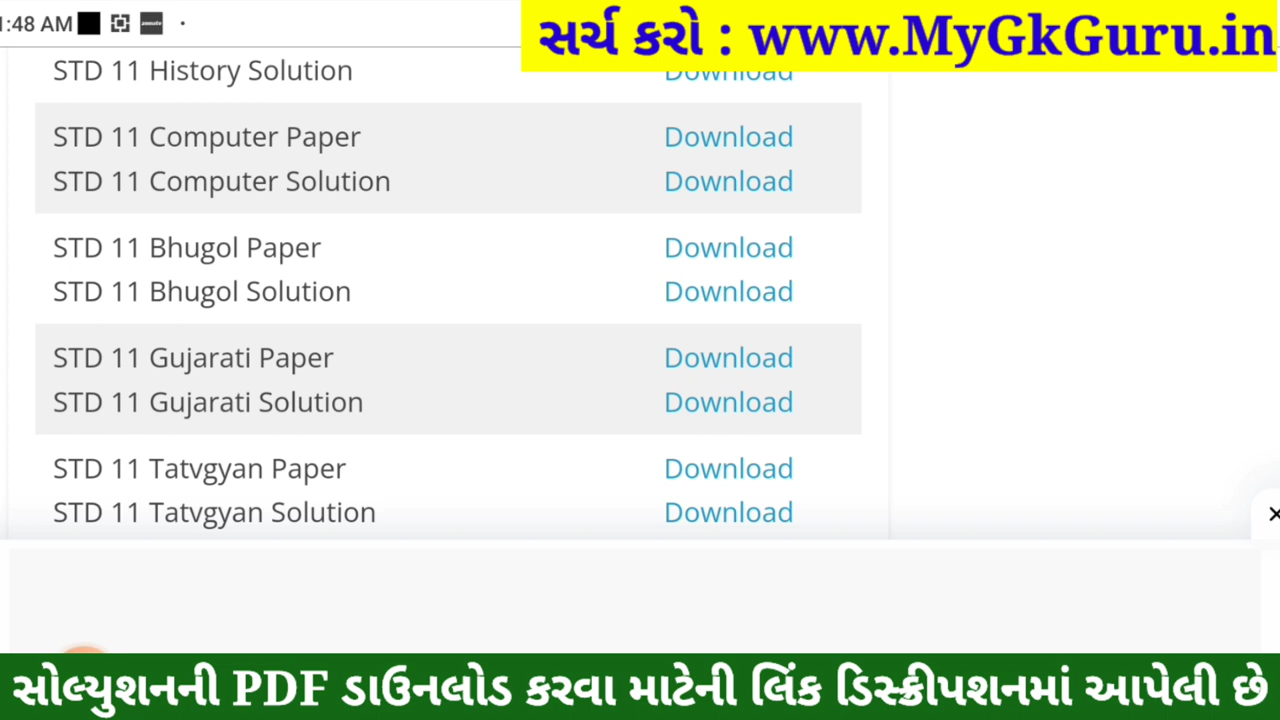 :48 AM
સર્ચ કરો : www.MyGkGuru.in
STD 11 History Solution Download
STD 11 Computer Paper Download
STD 11 Computer Solution Download
STD 11 Bhugol Paper Download
STD 11 Bhugol Solution Download
STD 11 Gujarati Paper Download
STD 11 Gujarati Solution Download
STD 11 Tatvgyan Paper Download
STD 11 Tatvgyan Solution Download
સોલ્યુશનની PDF ડાઉનલોડ કરવા માટેની લિંક ડિસ્ક્રીપશનમાં આપેલી છે